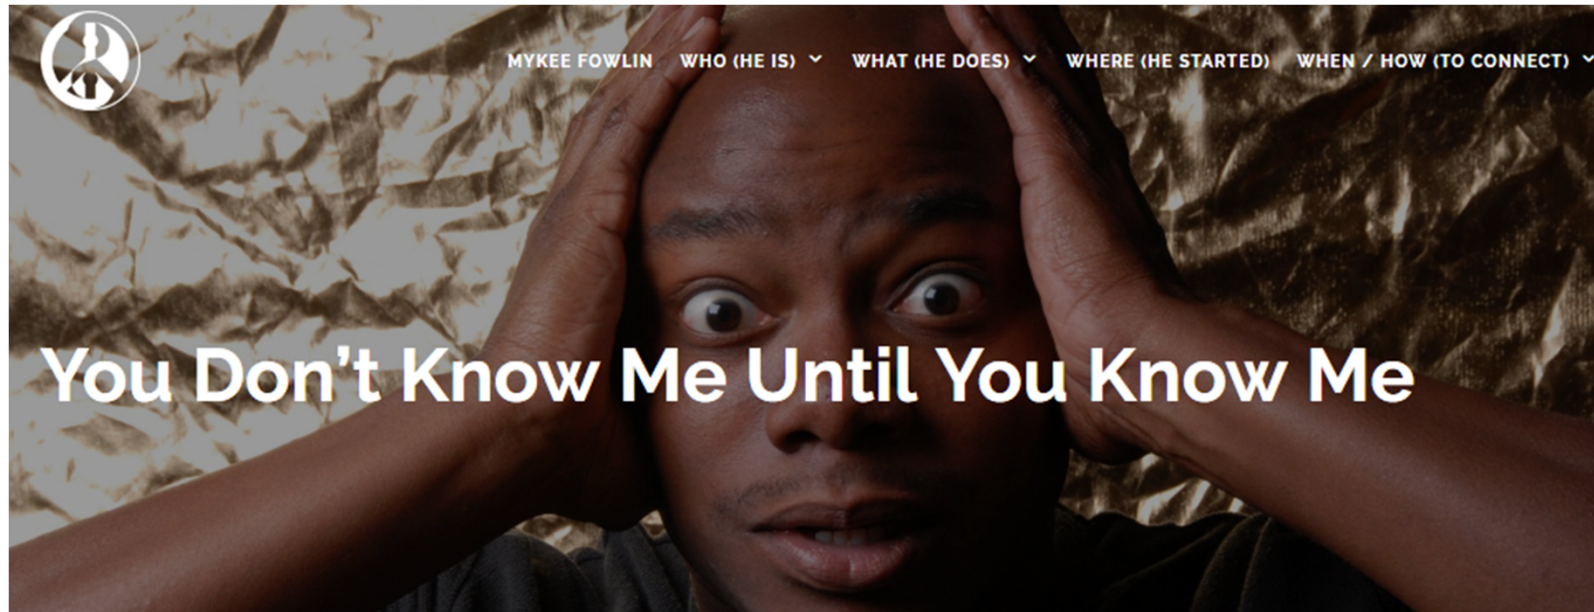 MYKEE FOWLIN WHO (HE IS) WHAT (HE DOES) WHERE (HE STARTED) WHEN / HOW (TO CONNECT)
You Don’t Know Me Until You Know Me